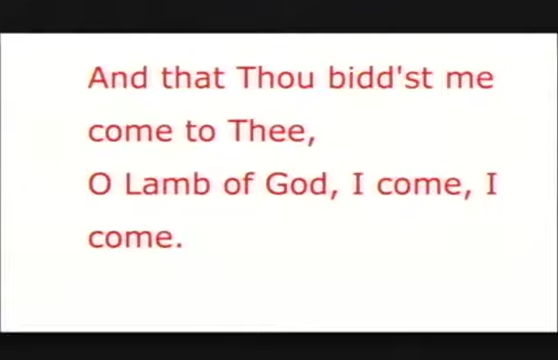 And that Thou bidd'st me
come to Thee,
O Lamb of God, I come, I
come.